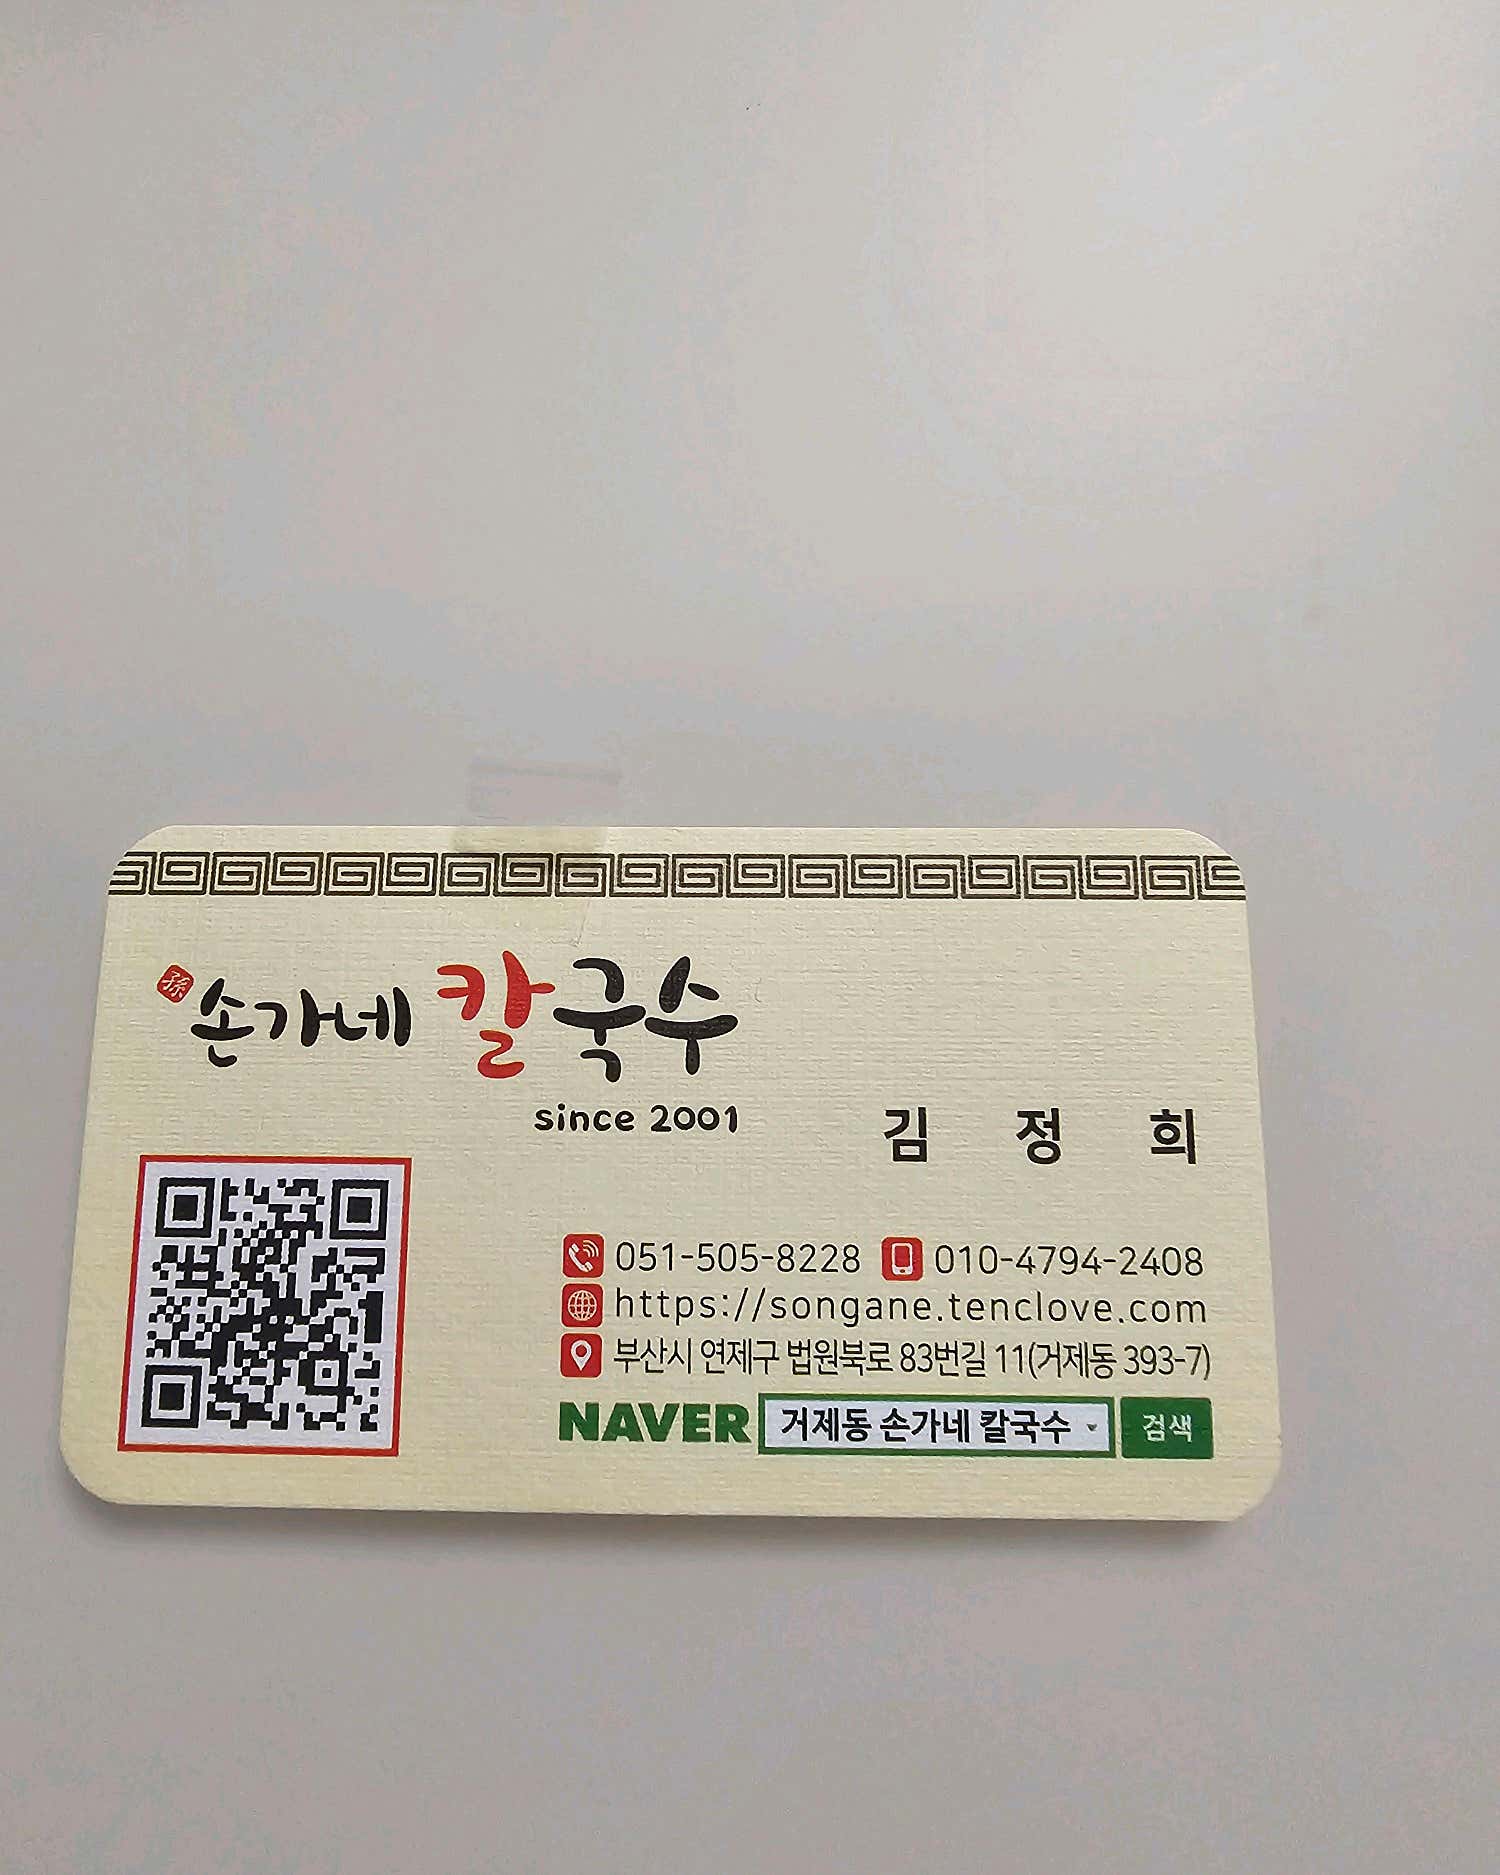 孫 손가네 칼국수
since 2001
김 정 희
051-505-8228 010-4794-2408
https://songane.tenclove.com
부산시 연제구 법원북로 83번길 11(거제동 393-7)
NAVER 거제동 손가네 칼국수 검색